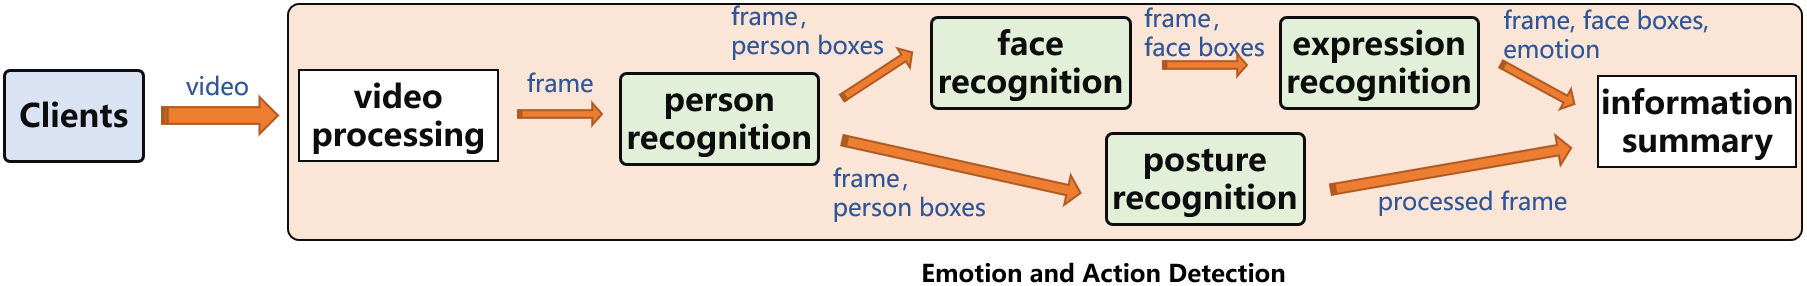 Clients
video
video
processing
frame
person
recognition
frame,
person boxes
face
recognition
frame,
face boxes
expression
recognition
frame, face boxes,
emotion
frame,
person boxes
posture
recognition
processed frame
information
summary
Emotion and Action Detection